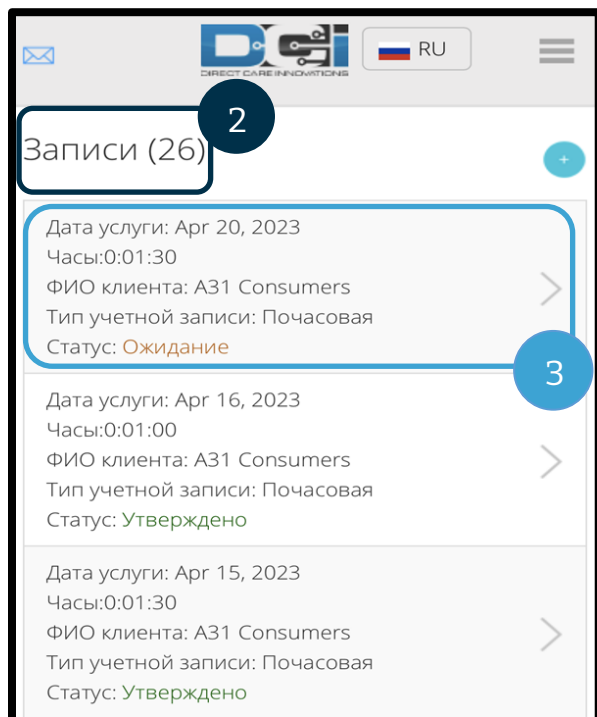 DCi
DIRECT CARE INNOVATIONS
RU
2
Записи (26)
+
Дата услуги: Apr 20, 2023
Часы:0:01:30
ФИО клиента: A31 Consumers
Тип учетной записи: Почасовая
Статус: Ожидание
3
Дата услуги: Apr 16, 2023
Часы:0:01:00
ФИО клиента: A31 Consumers
Тип учетной записи: Почасовая
Статус: Утверждено
Дата услуги: Apr 15, 2023
Часы:0:01:30
ФИО клиента: A31 Consumers
Тип учетной записи: Почасовая
Статус: Утверждено